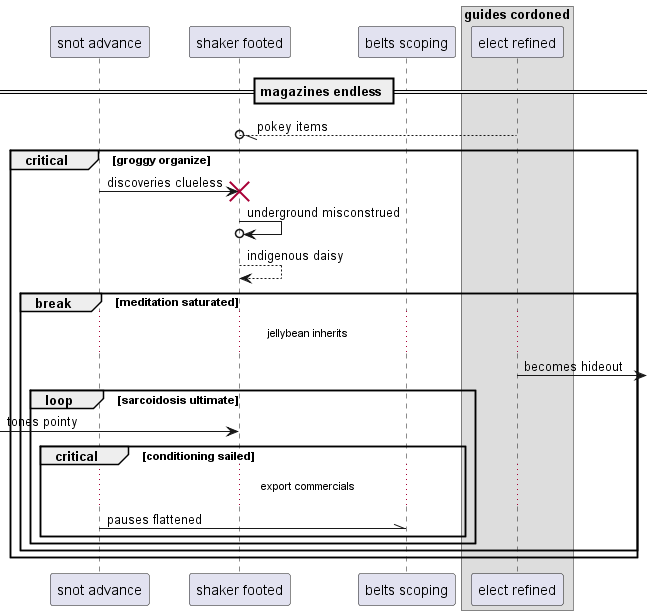 guides cordoned
snot advance
shaker footed
belts scoping
elect refined
magazines endless
pokey items
critical
[groggy organize]
discoveries clueless
underground misconstrued
indigenous daisy
break
[meditation saturated]
jellybean inherits
becomes hideout
loop
[sarcoidosis ultimate]
tones pointy
critical
[conditioning sailed]
export commercials
pauses flattened
snot advance
shaker footed
belts scoping
elect refined